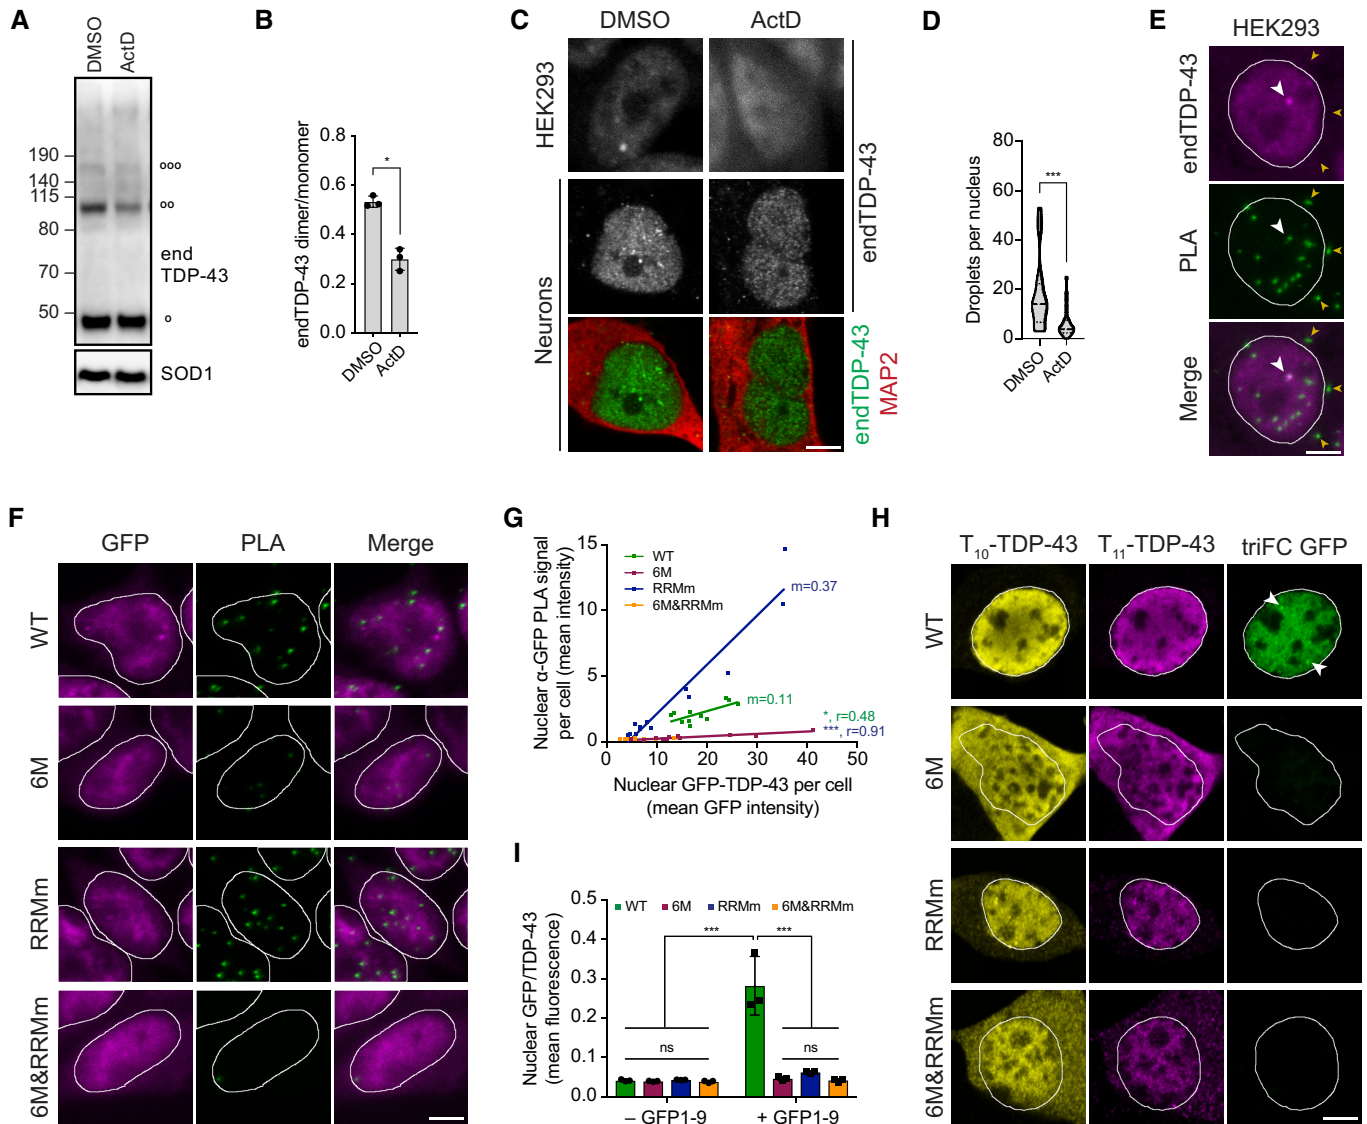 A
DMSO
ActD
190
140
115
80
70
50
ooo
oo
end
TDP-43
o
SOD1
B
endTDP-43 dimer/monomer
0.8
0.6
0.4
0.2
0.0
*
DMSO
ActD
C
DMSO
ActD
HEK293
Neurons
endTDP-43
endTDP-43
MAP2
D
Droplets per nucleus
80
60
40
20
0
***
DMSO
ActD
E
HEK293
endTDP-43
PLA
Merge
F
GFP
PLA
Merge
WT
6M
RRMm
6M&RRMm
G
Nuclear α-GFP PLA signal
per cell (mean intensity)
15
10
5
0
WT
6M
RRMm
6M&RRMm
m=0.37
m=0.11
*, r=0.48
***, r=0.91
0
10
20
30
40
50
Nuclear GFP-TDP-43 per cell
(mean GFP intensity)
H
T10-TDP-43
T11-TDP-43
triFC GFP
WT
6M
RRMm
6M&RRMm
I
Nuclear GFP/TDP-43
(mean fluorescence)
0.5
0.4
0.3
0.2
0.1
0.0
WT
6M
RRMm
6M&RRMm
***
***
ns
ns
– GFP1-9
+ GFP1-9